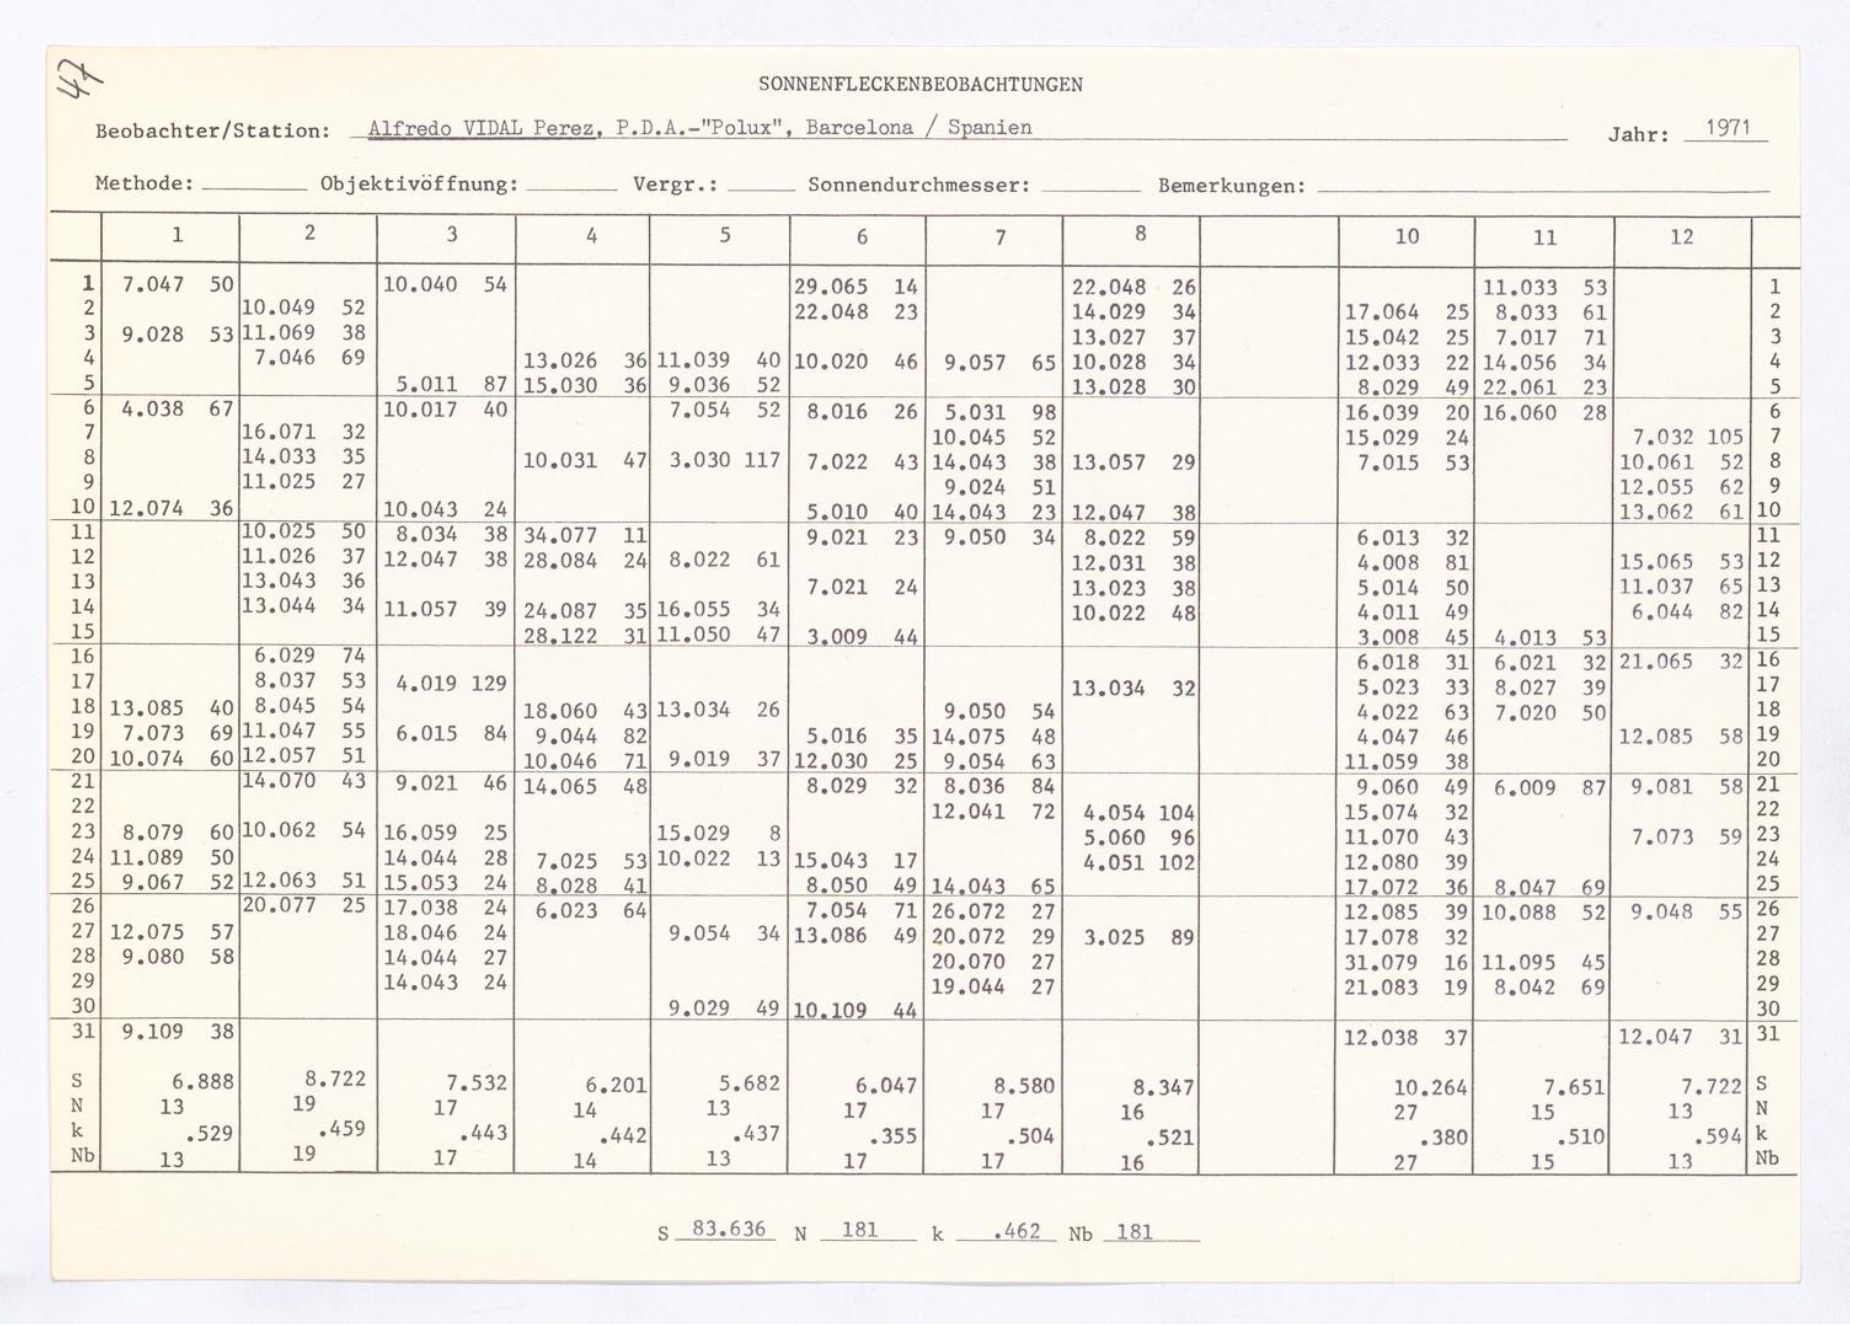 47
SONNENFLECKENBEOBACHTUNGEN
Beobachter/Station: Alfredo VIDAL Perez, P.D.A.-"Polux", Barcelona / Spanien Jahr: 1971
Methode: Objektivöffnung: Vergr.: Sonnendurchmesser: Bemerkungen:
1 2 3 4 5 6 7 8 10 11 12
1 7.047 50 10.040 54 29.065 14 22.048 26 11.033 53 1
2 10.049 52 22.048 23 14.029 34 17.064 25 8.033 61 2
3 9.028 53 11.069 38 13.027 37 15.042 25 7.017 71 3
4 7.046 69 13.026 36 11.039 40 10.020 46 9.057 65 10.028 34 12.033 22 14.056 34 4
5 5.011 87 15.030 36 9.036 52 13.028 30 8.029 49 22.061 23 5
6 4.038 67 10.017 40 7.054 52 8.016 26 5.031 98 16.039 20 16.060 28 6
7 16.071 32 10.045 52 15.029 24 7.032 105 7
8 14.033 35 10.031 47 3.030 117 7.022 43 14.043 38 13.057 29 7.015 53 10.061 52 8
9 11.025 27 9.024 51 12.055 62 9
10 12.074 36 10.043 24 5.010 40 14.043 23 12.047 38 13.062 61 10
11 10.025 50 8.034 38 34.077 11 9.021 23 9.050 34 8.022 59 6.013 32 11
12 11.026 37 12.047 38 28.084 24 8.022 61 12.031 38 4.008 81 15.065 53 12
13 13.043 36 7.021 24 13.023 38 5.014 50 11.037 65 13
14 13.044 34 11.057 39 24.087 35 16.055 34 10.022 48 4.011 49 6.044 82 14
15 28.122 31 11.050 47 3.009 44 3.008 45 4.013 53 15
16 6.029 74 6.018 31 6.021 32 21.065 32 16
17 8.037 53 4.019 129 13.034 32 5.023 33 8.027 39 17
18 13.085 40 8.045 54 18.060 43 13.034 26 9.050 54 4.022 63 7.020 50 18
19 7.073 69 11.047 55 6.015 84 9.044 82 5.016 35 14.075 48 4.047 46 12.085 58 19
20 10.074 60 12.057 51 10.046 71 9.019 37 12.030 25 9.054 63 11.059 38 20
21 14.070 43 9.021 46 14.065 48 8.029 32 8.036 84 9.060 49 6.009 87 9.081 58 21
22 12.041 72 4.054 104 15.074 32 22
23 8.079 60 10.062 54 16.059 25 15.029 8 5.060 96 11.070 43 7.073 59 23
24 11.089 50 14.044 28 7.025 53 10.022 13 15.043 17 4.051 102 12.080 39 24
25 9.067 52 12.063 51 15.053 24 8.028 41 8.050 49 14.043 65 17.072 36 8.047 69 25
26 20.077 25 17.038 24 6.023 64 7.054 71 26.072 27 12.085 39 10.088 52 9.048 55 26
27 12.075 57 18.046 24 9.054 34 13.086 49 20.072 29 3.025 89 17.078 32 27
28 9.080 58 14.044 27 20.070 27 31.079 16 11.095 45 28
29 14.043 24 19.044 27 21.083 19 8.042 69 29
30 9.029 49 10.109 44 30
31 9.109 38 12.038 37 12.047 31 31
S 6.888 8.722 7.532 6.201 5.682 6.047 8.580 8.347 10.264 7.651 7.722 S
N 13 19 17 14 13 17 17 16 27 15 13 N
k .529 .459 .443 .442 .437 .355 .504 .521 .380 .510 .594 k
Nb 13 19 17 14 13 17 17 16 27 15 13 Nb
S 83.636 N 181 k .462 Nb 181